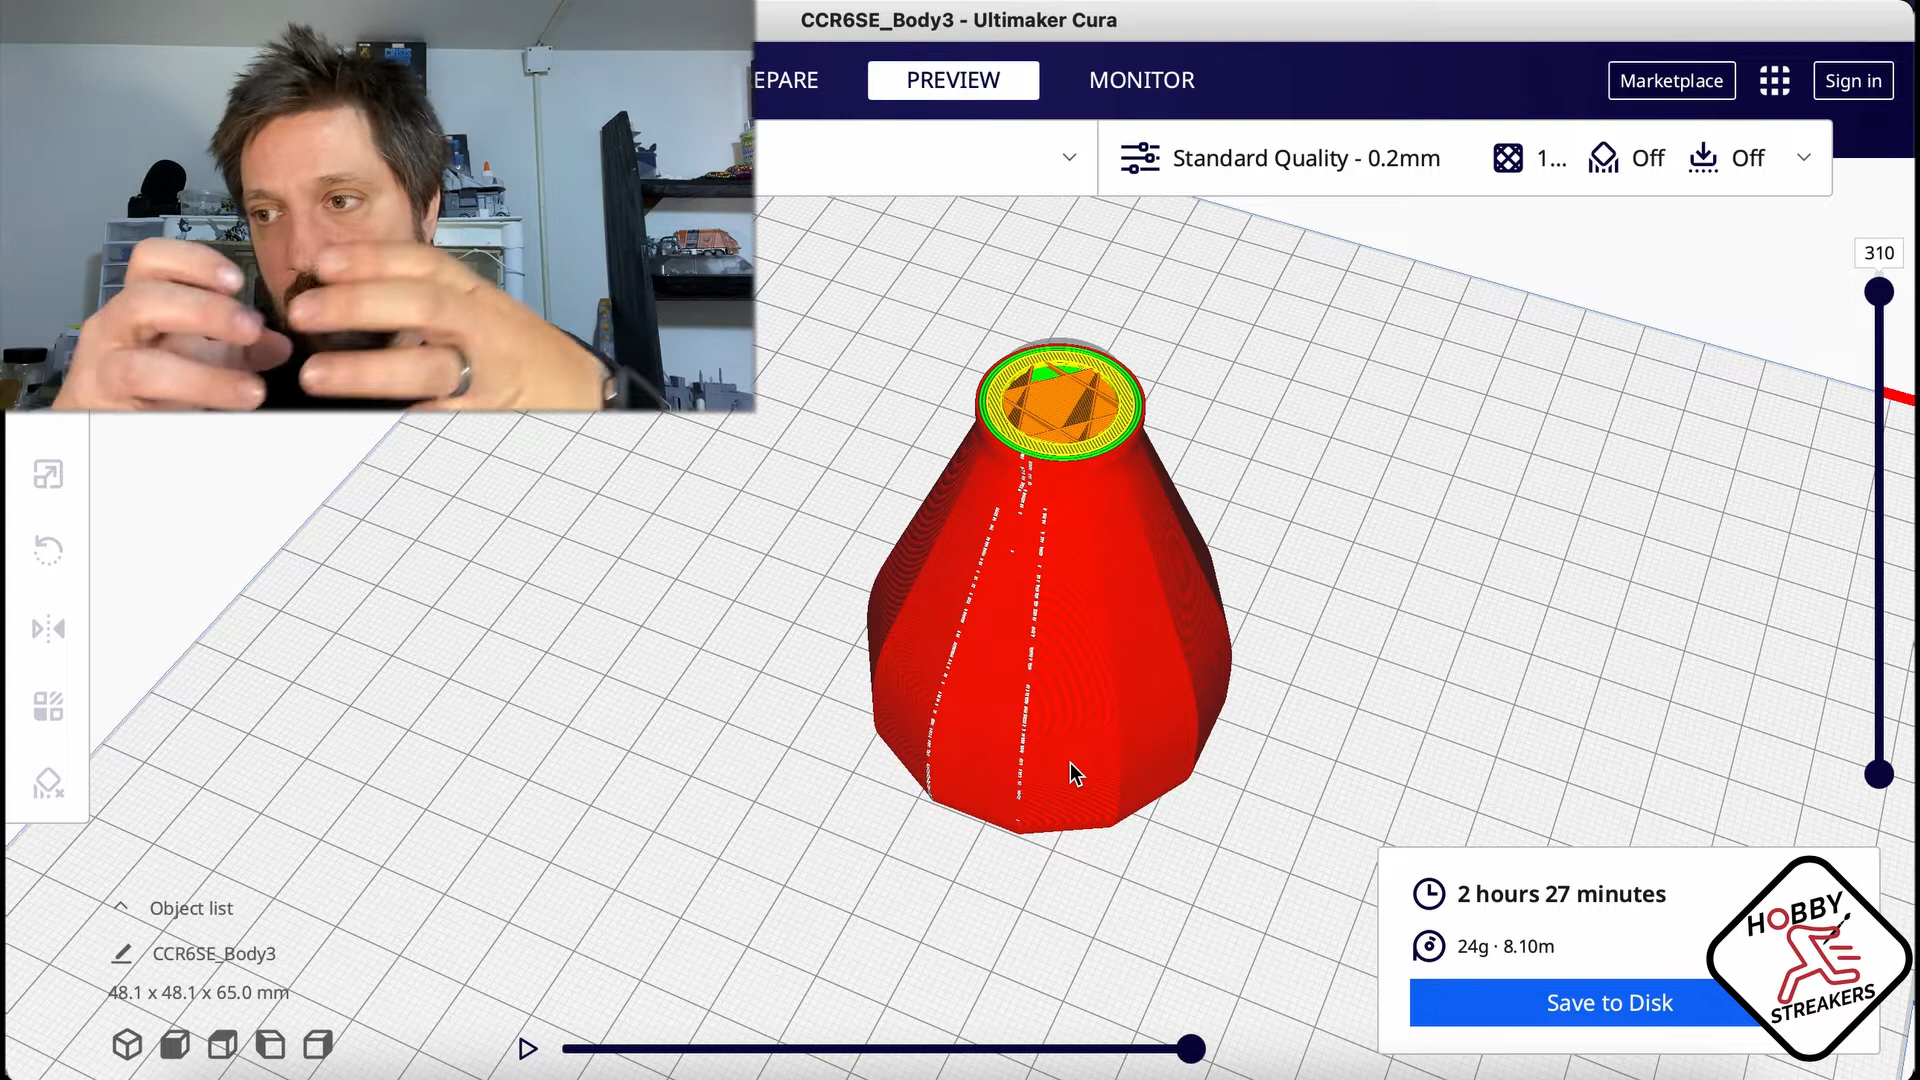 CCR6SE_Body3 - Ultimaker Cura
EPARE
PREVIEW
MONITOR
Marketplace
Sign in
Standard Quality - 0.2mm
1...
Off
Off
310
CRISIS
Object list
CCR6SE_Body3
48.1 x 48.1 x 65.0 mm
2 hours 27 minutes
24g · 8.10m
Save to Disk
HOBBY
STREAKERS